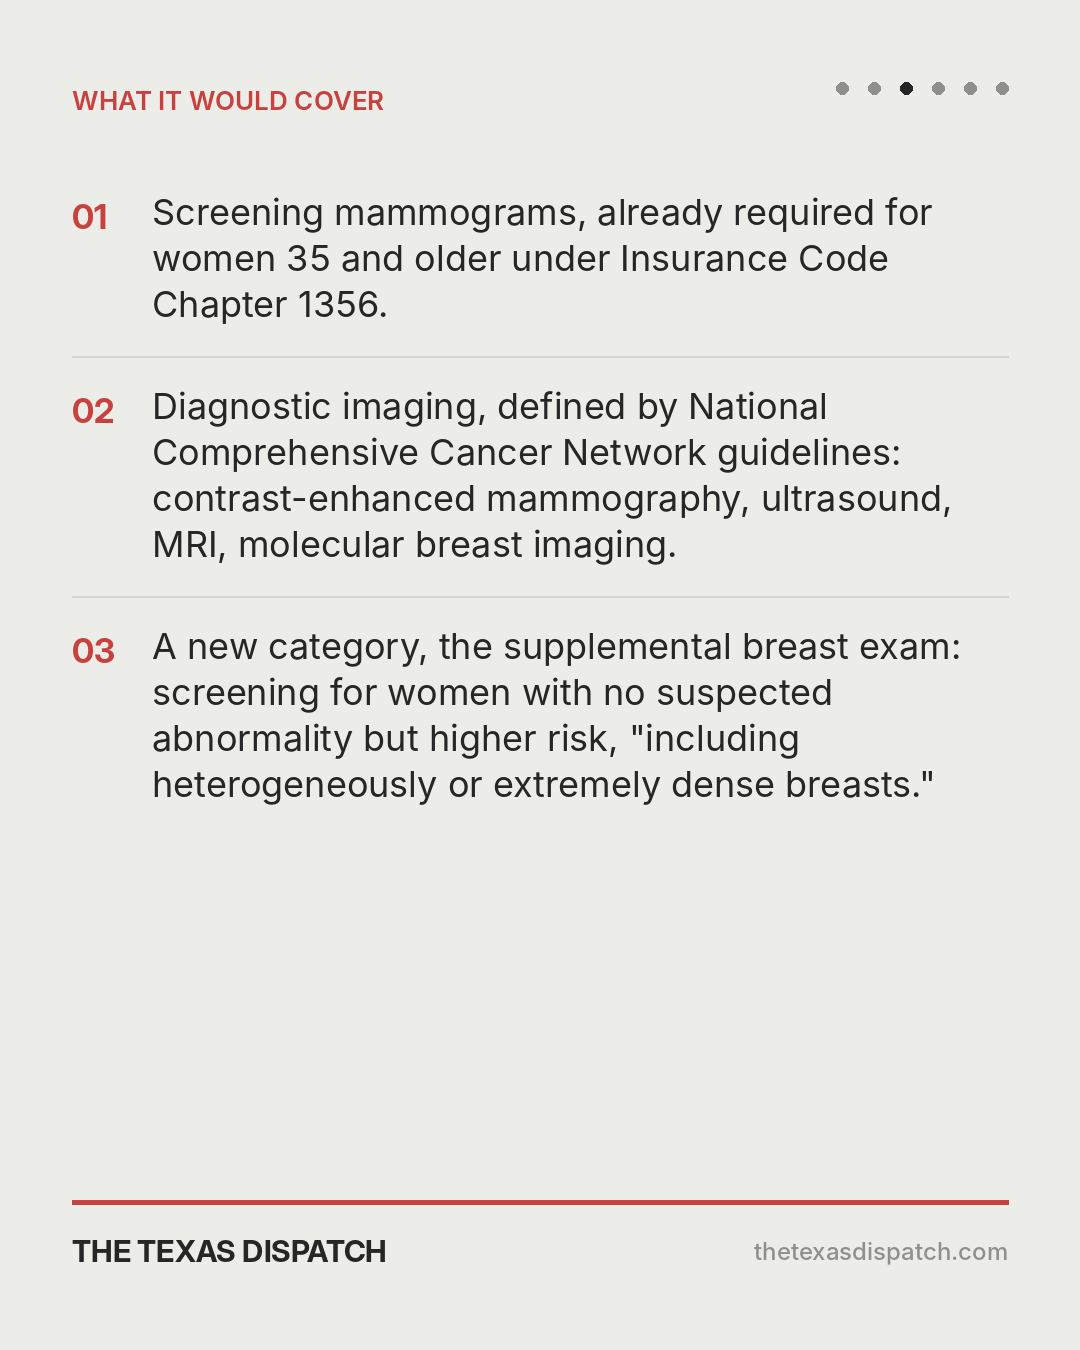 WHAT IT WOULD COVER
01 Screening mammograms, already required for
women 35 and older under Insurance Code
Chapter 1356.
02 Diagnostic imaging, defined by National
Comprehensive Cancer Network guidelines:
contrast-enhanced mammography, ultrasound,
MRI, molecular breast imaging.
03 A new category, the supplemental breast exam:
screening for women with no suspected
abnormality but higher risk, "including
heterogeneously or extremely dense breasts."
THE TEXAS DISPATCH
thetexasdispatch.com